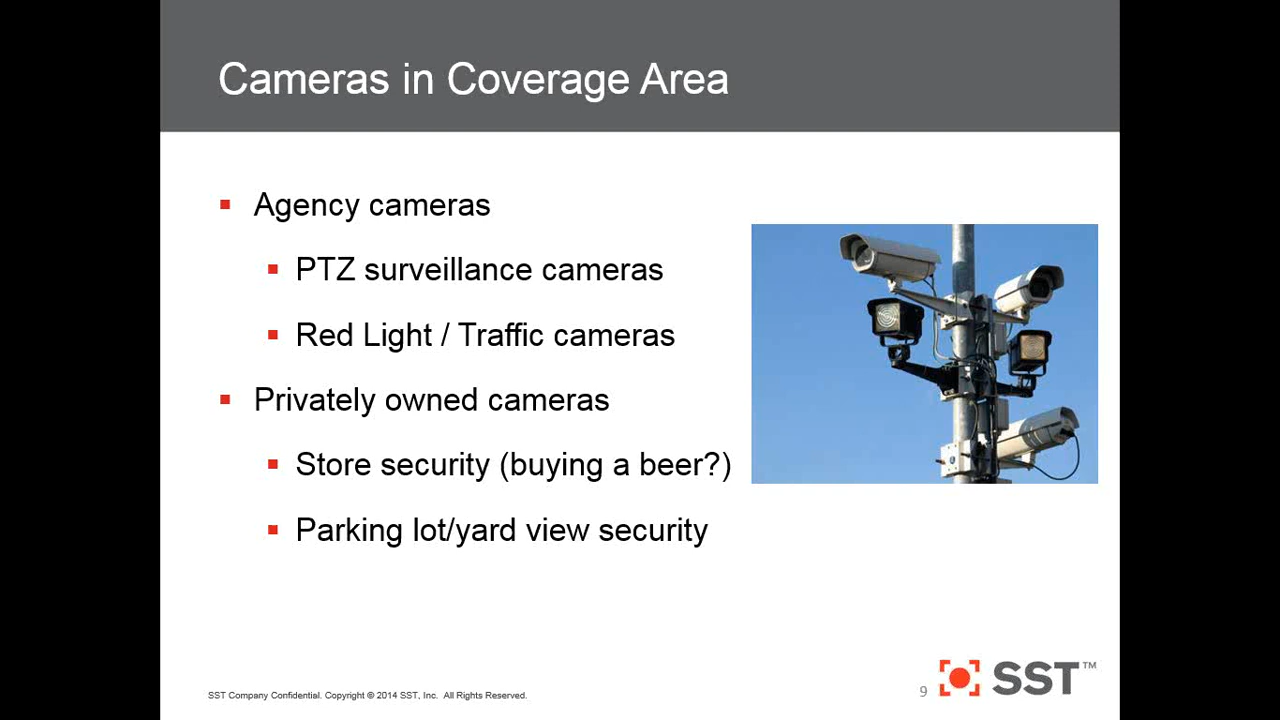 Cameras in Coverage Area
Agency cameras
PTZ surveillance cameras
Red Light / Traffic cameras
Privately owned cameras
Store security (buying a beer?)
Parking lot/yard view security
SST Company Confidential. Copyright © 2014 SST, Inc. All Rights Reserved.
9
SST™